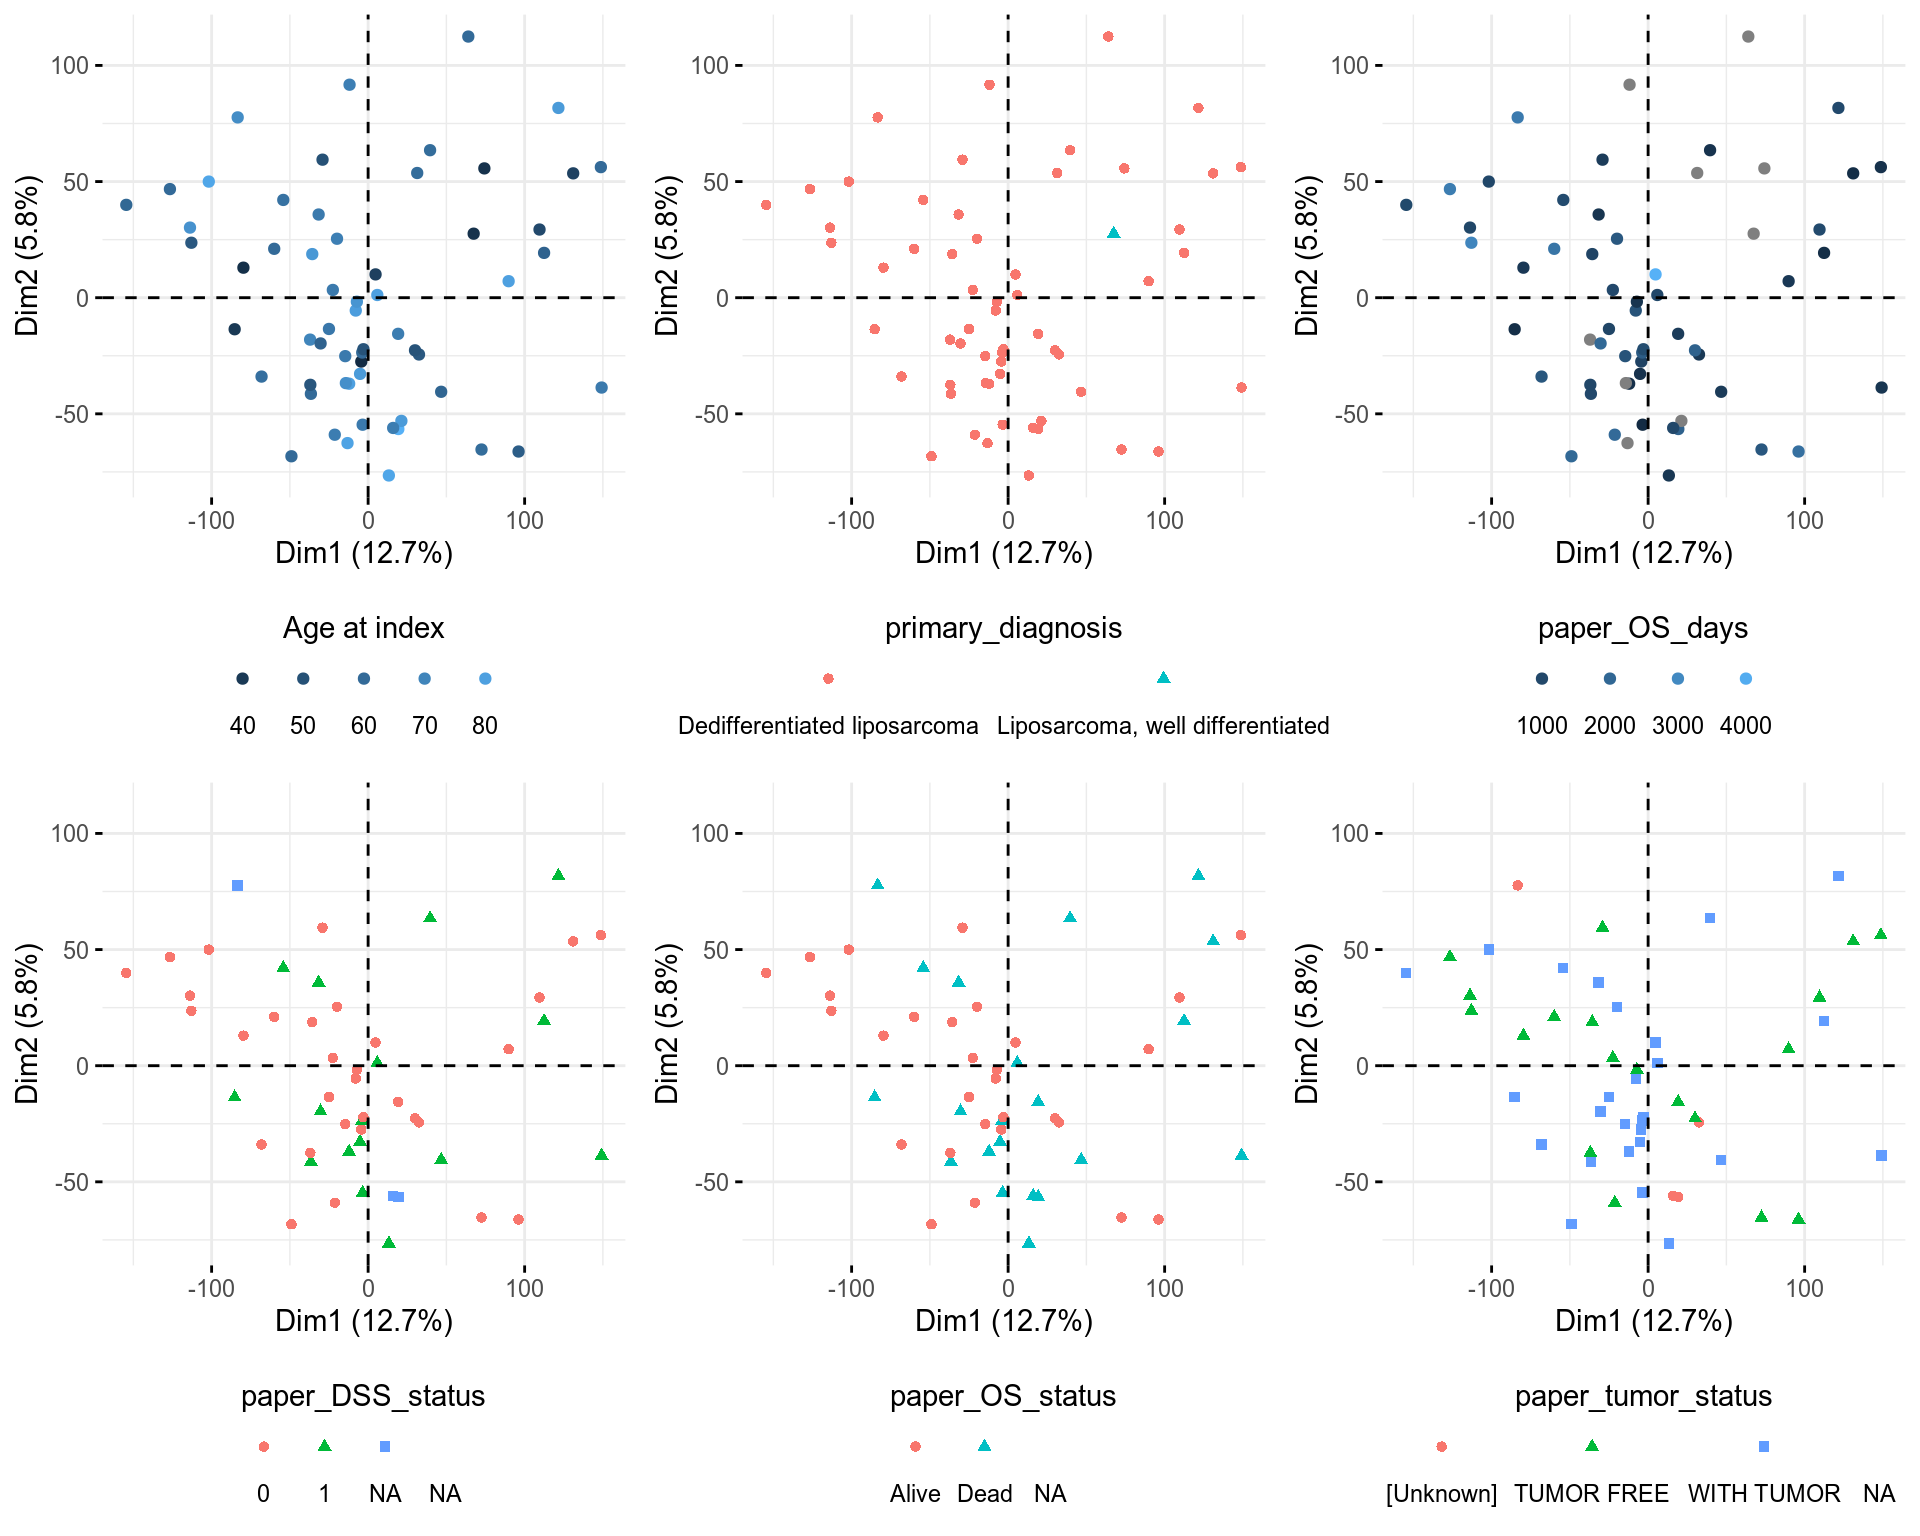 100
50
0
-50
Dim2 (5.8%)
-100 0 100
Dim1 (12.7%)
Age at index
40 50 60 70 80
100
50
0
-50
Dim2 (5.8%)
-100 0 100
Dim1 (12.7%)
primary_diagnosis
Dedifferentiated liposarcoma Liposarcoma, well differentiated
100
50
0
-50
Dim2 (5.8%)
-100 0 100
Dim1 (12.7%)
paper_OS_days
1000 2000 3000 4000
100
50
0
-50
Dim2 (5.8%)
-100 0 100
Dim1 (12.7%)
paper_DSS_status
0 1 NA NA
100
50
0
-50
Dim2 (5.8%)
-100 0 100
Dim1 (12.7%)
paper_OS_status
Alive Dead NA
100
50
0
-50
Dim2 (5.8%)
-100 0 100
Dim1 (12.7%)
paper_tumor_status
[Unknown] TUMOR FREE WITH TUMOR NA